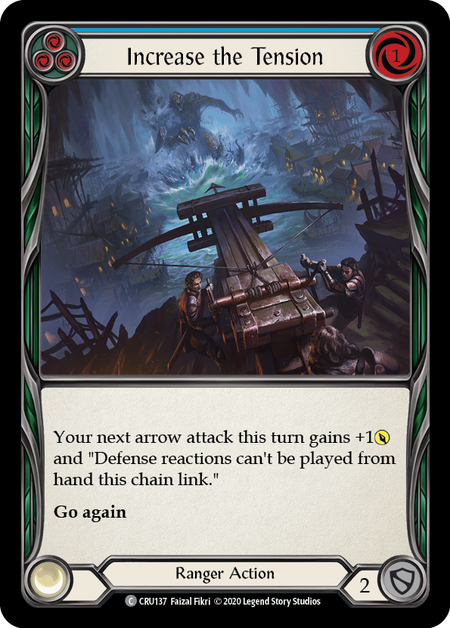 Increase the Tension
1
Your next arrow attack this turn gains +1
and "Defense reactions can't be played from
hand this chain link."
Go again
Ranger Action
2
C CRU137 Faizal Fikri © 2020 Legend Story Studios